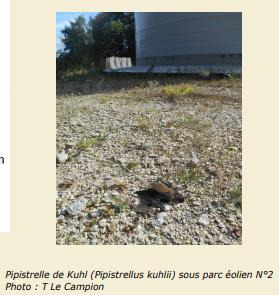 n
Pipistrelle de Kuhl (Pipistrellus kuhlii) sous parc éolien N°2
Photo : T Le Campion